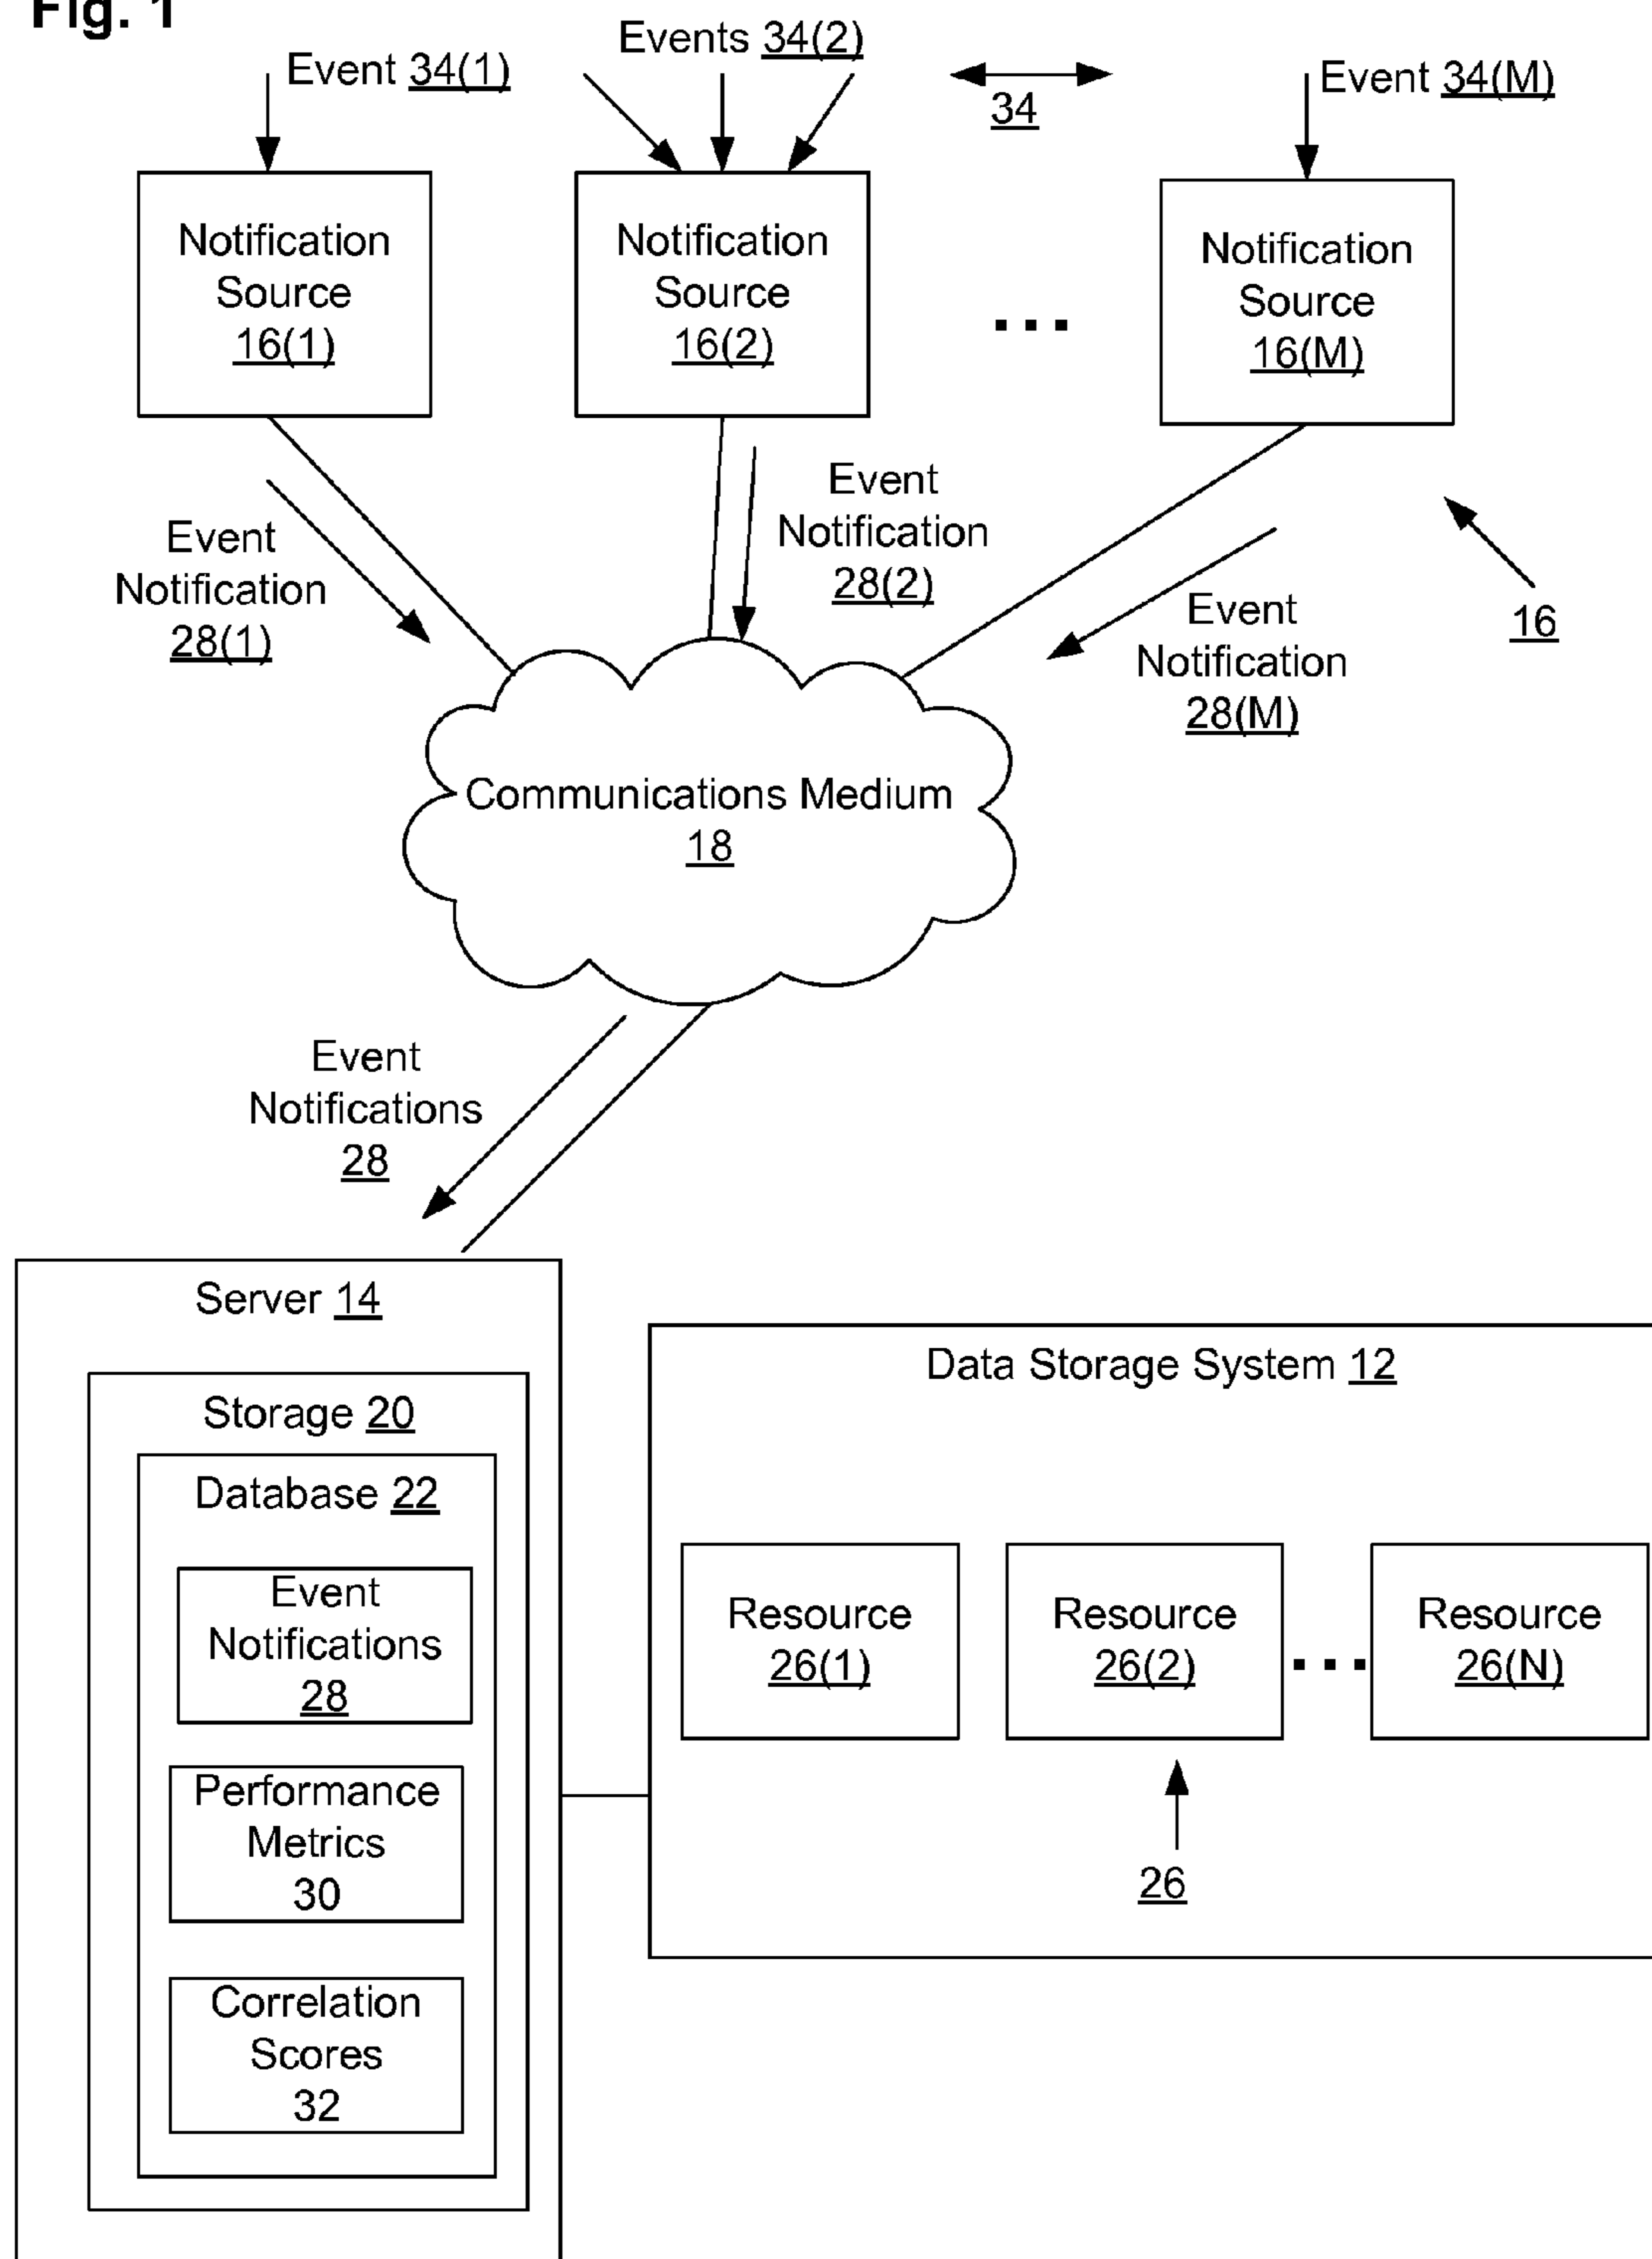 Fig. 1
Event 34(1)
Events 34(2)
34
Event 34(M)
Notification
Source
16(1)
Notification
Source
16(2)
...
Notification
Source
16(M)
Event
Notification
28(1)
Event
Notification
28(2)
Event
Notification
28(M)
16
Communications Medium
18
Event
Notifications
28
Server 14
Storage 20
Database 22
Event
Notifications
28
Performance
Metrics
30
Correlation
Scores
32
Data Storage System 12
Resource
26(1)
Resource
26(2)
...
Resource
26(N)
26